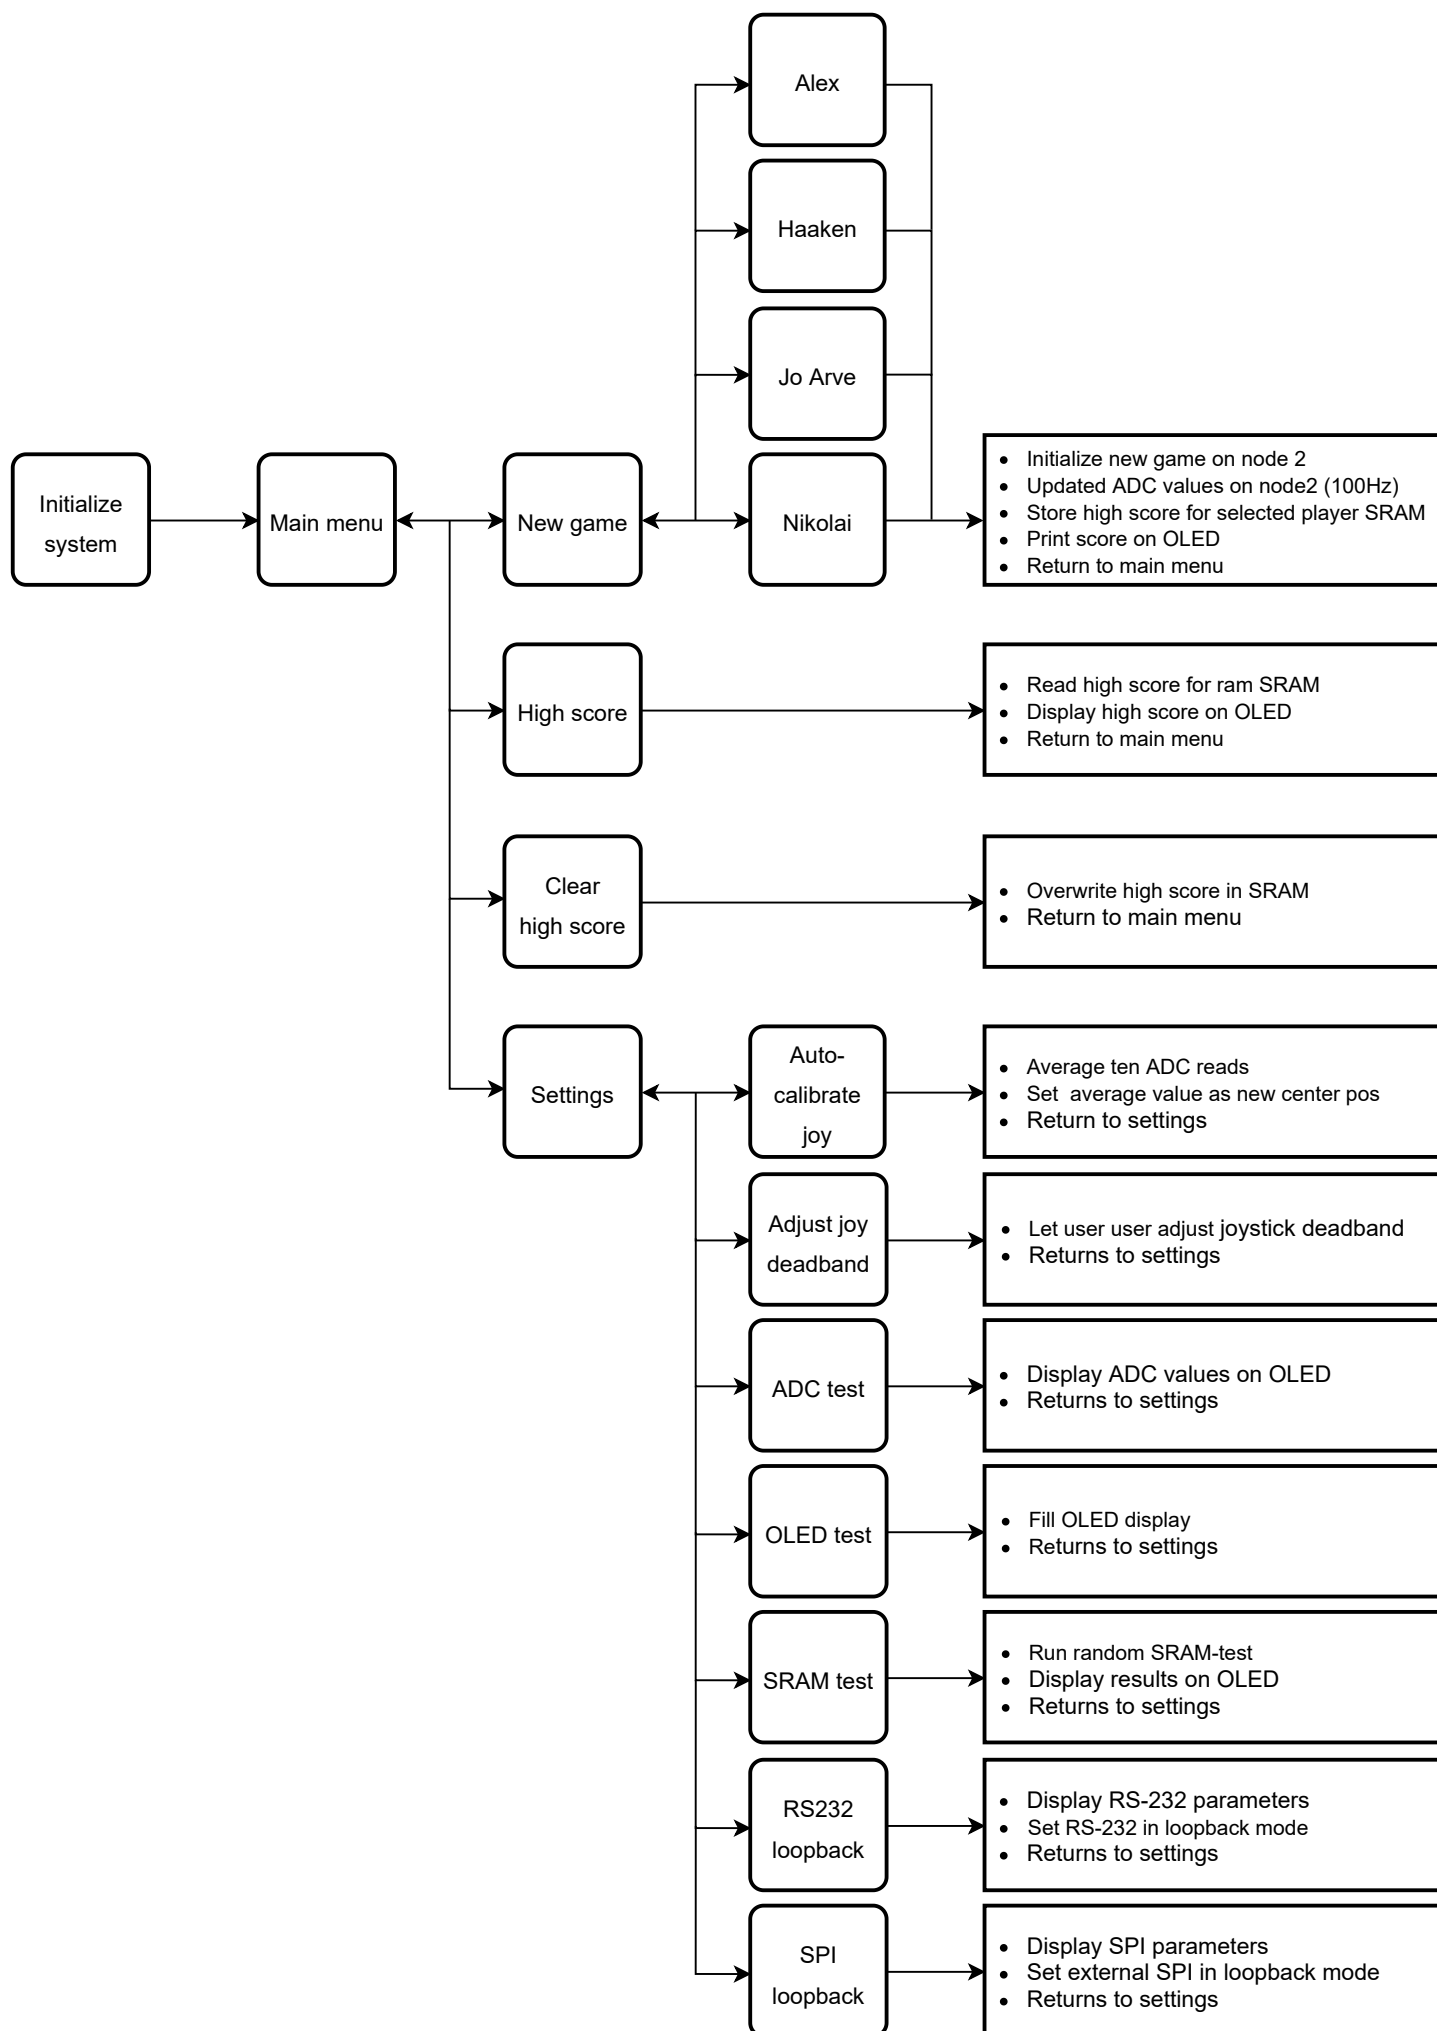 Alex
Haaken
Jo Arve
Initialize
system
Main menu
New game
Nikolai
• Initialize new game on node 2
• Updated ADC values on node2 (100Hz)
• Store high score for selected player SRAM
• Print score on OLED
• Return to main menu
High score
• Read high score for ram SRAM
• Display high score on OLED
• Return to main menu
Clear
high score
• Overwrite high score in SRAM
• Return to main menu
Settings
Auto-
calibrate
joy
• Average ten ADC reads
• Set  average value as new center pos
• Return to settings
Adjust joy
deadband
• Let user user adjust joystick deadband
• Returns to settings
ADC test
• Display ADC values on OLED
• Returns to settings
OLED test
• Fill OLED display
• Returns to settings
SRAM test
• Run random SRAM-test
• Display results on OLED
• Returns to settings
RS232
loopback
• Display RS-232 parameters
• Set RS-232 in loopback mode
• Returns to settings
SPI
loopback
• Display SPI parameters
• Set external SPI in loopback mode
• Returns to settings